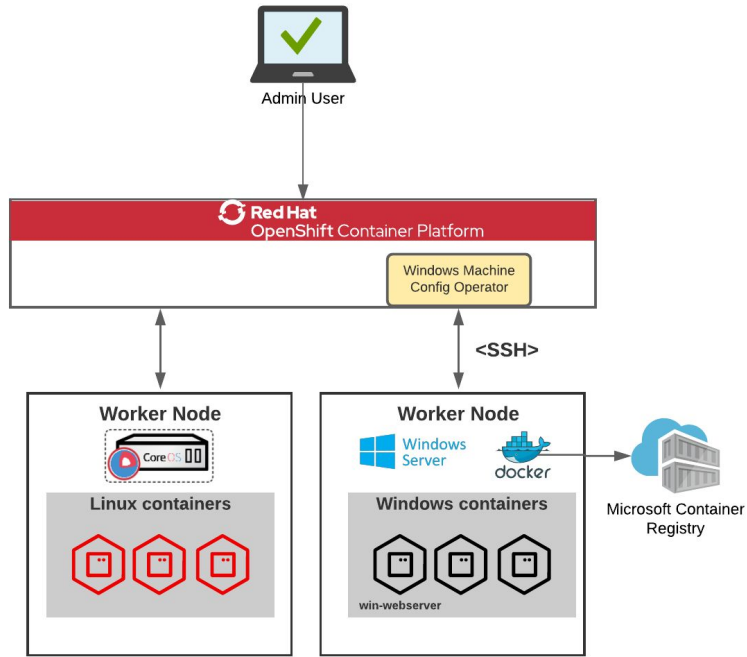 Admin User
Red Hat
OpenShift Container Platform
Windows Machine
Config Operator
<SSH>
Worker Node
CoreOS
Linux containers
Worker Node
Windows
Server
docker
Windows containers
win-webserver
Microsoft Container
Registry